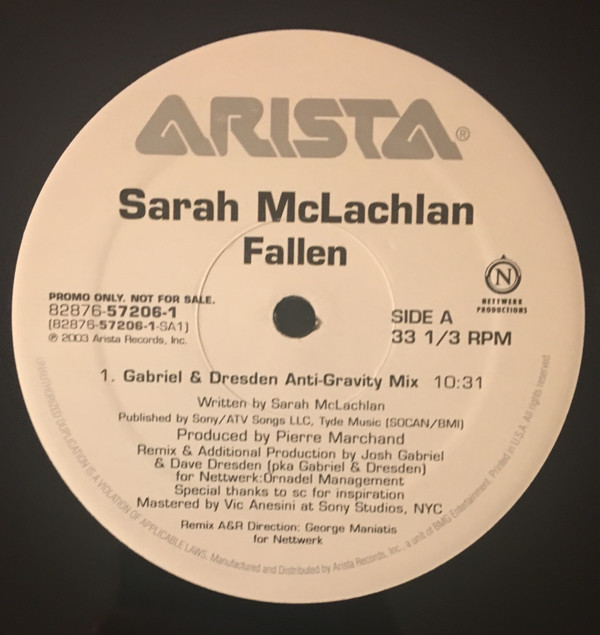 ARISTA®
Sarah McLachlan
Fallen
N
NETTWERK
PRODUCTIONS
PROMO ONLY. NOT FOR SALE.
82876-57206-1
(82876-57206-1-SA1)
℗ 2003 Arista Records, Inc.
SIDE A
33 1/3 RPM
1. Gabriel & Dresden Anti-Gravity Mix 10:31
Written by Sarah McLachlan
Published by Sony/ATV Songs LLC, Tyde Music (SOCAN/BMI)
Produced by Pierre Marchand
Remix & Additional Production by Josh Gabriel
& Dave Dresden (pka Gabriel & Dresden)
for Nettwerk:Ornadel Management
Special thanks to sc for inspiration
Mastered by Vic Anesini at Sony Studios, NYC
Remix A&R Direction: George Maniatis
for Nettwerk
UNAUTHORIZED DUPLICATION IS A VIOLATION OF APPLICABLE LAWS. Manufactured and Distributed by Arista Records, Inc., a unit of BMG Entertainment. Printed in U.S.A. All rights reserved.